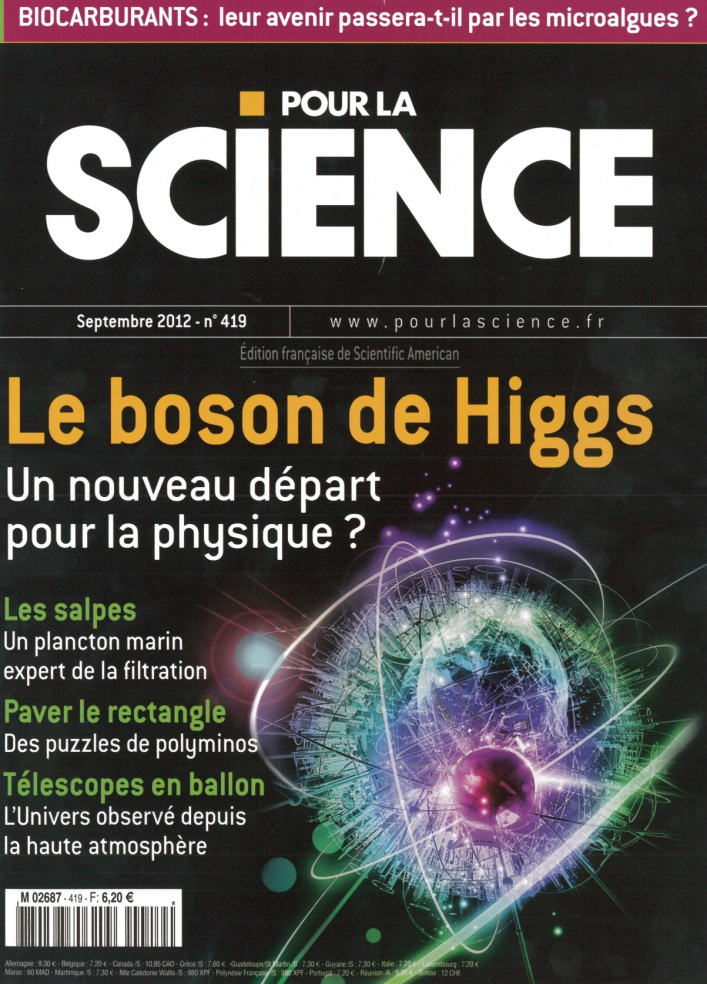 BIOCARBURANTS : leur avenir passera-t-il par les microalgues ?
POUR LA
SCIENCE
Septembre 2012 - n° 419
www.pourlascience.fr
Édition française de Scientific American
Le boson de Higgs
Un nouveau départ
pour la physique ?
Les salpes
Un plancton marin
expert de la filtration
Paver le rectangle
Des puzzles de polyminos
Télescopes en ballon
L'Univers observé depuis
la haute atmosphère
M 02687 - 419 - F: 6,20 €
Allemagne : 9,30 € - Belgique : 7,20 € - Canada /S : 10,95 CAD - Grèce /S : 7,60 € -Guadeloupe/St Martin /S : 7,30 € - Guyane /S : 7,30 € - Italie : 7,20 € - Luxembourg : 7,20 €
Maroc : 60 MAD - Martinique /S : 7,30 € - Nlle Calédonie Wallis /S : 980 XPF - Polynésie Française /S : 980 XPF - Portugal : 7,20 € - Réunion /A : 9,30 € - Suisse : 12 CHF